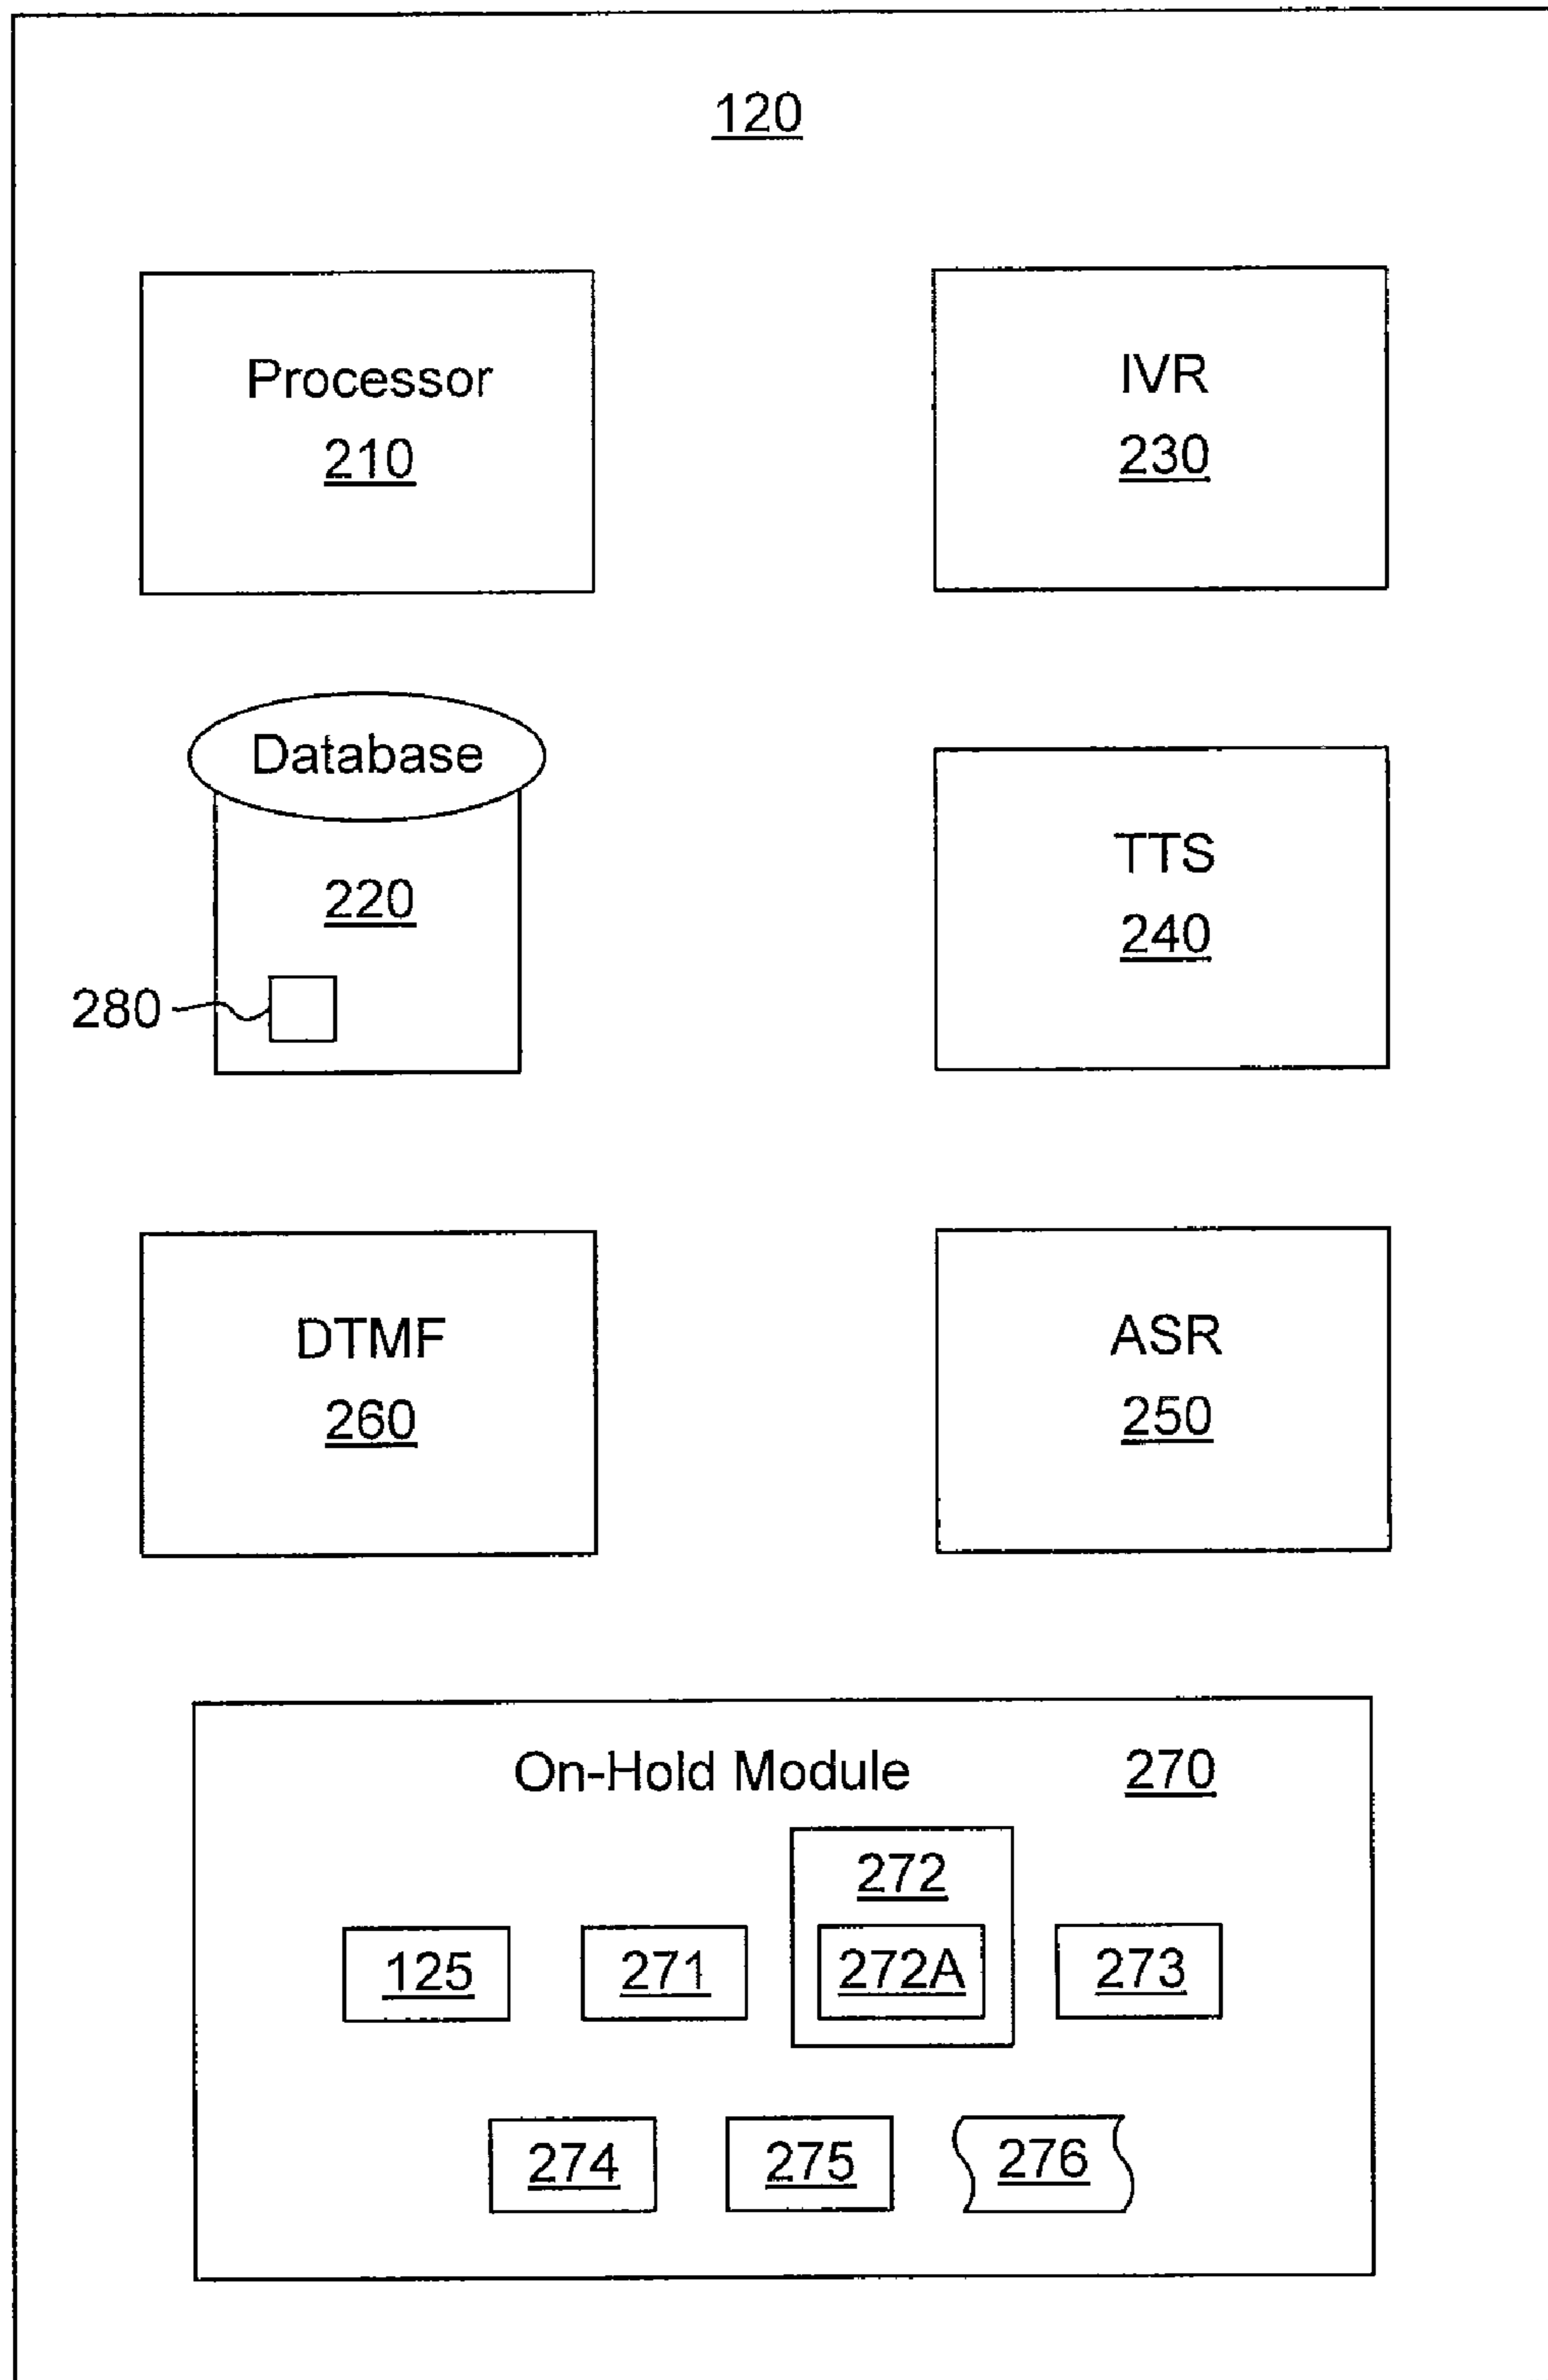 120
Processor
210
IVR
230
Database
220
280
TTS
240
DTMF
260
ASR
250
On-Hold Module 270
272
125 271 272A 273
274 275 276